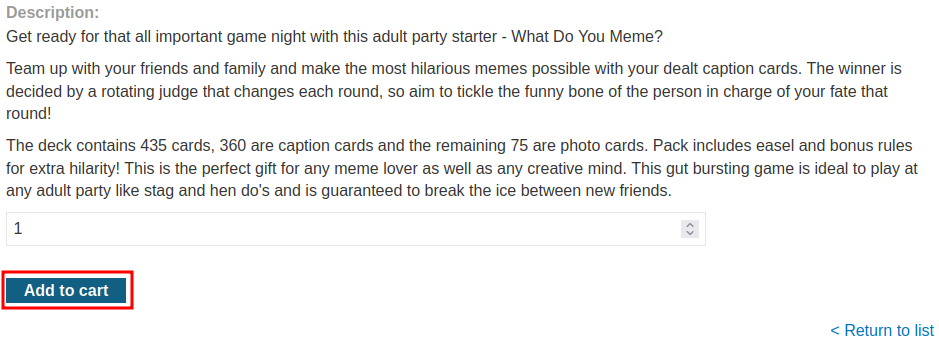 Description:
Get ready for that all important game night with this adult party starter - What Do You Meme?
Team up with your friends and family and make the most hilarious memes possible with your dealt caption cards. The winner is
decided by a rotating judge that changes each round, so aim to tickle the funny bone of the person in charge of your fate that
round!
The deck contains 435 cards, 360 are caption cards and the remaining 75 are photo cards. Pack includes easel and bonus rules
for extra hilarity! This is the perfect gift for any meme lover as well as any creative mind. This gut bursting game is ideal to play at
any adult party like stag and hen do's and is guaranteed to break the ice between new friends.
1
Add to cart
< Return to list